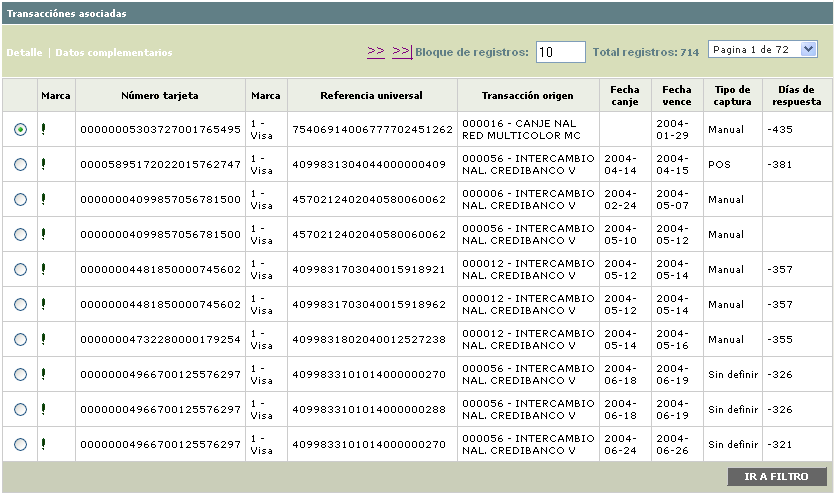 Transacciónes asociadas
Detalle | Datos complementarios >> >>| Bloque de registros: 10 Total registros: 714 Pagina 1 de 72
Marca Número tarjeta Marca Referencia universal Transacción origen Fecha canje Fecha vence Tipo de captura Días de respuesta
00000005303727001765495 1 - Visa 75406914006777702451262 000016 - CANJE NAL RED MULTICOLOR MC 2004-01-29 Manual -435
00005895172022015762747 1 - Visa 4099831304044000000409 000056 - INTERCAMBIO NAL. CREDIBANCO V 2004-04-14 2004-04-15 POS -381
00000004099857056781500 1 - Visa 4570212402040580060062 000006 - INTERCAMBIO NAL. CREDIBANCO V 2004-02-24 2004-05-07 Manual
00000004099857056781500 1 - Visa 4570212402040580060062 000056 - INTERCAMBIO NAL. CREDIBANCO V 2004-05-10 2004-05-12 Manual
00000004481850000745602 1 - Visa 4099831703040015918921 000012 - INTERCAMBIO NAL. CREDIBANCO V 2004-05-12 2004-05-14 Manual -357
00000004481850000745602 1 - Visa 4099831703040015918962 000012 - INTERCAMBIO NAL. CREDIBANCO V 2004-05-12 2004-05-14 Manual -357
00000004732280000179254 1 - Visa 4099831802040012527238 000012 - INTERCAMBIO NAL. CREDIBANCO V 2004-05-14 2004-05-16 Manual -355
00000004966700125576297 1 - Visa 4099833101014000000270 000056 - INTERCAMBIO NAL. CREDIBANCO V 2004-06-18 2004-06-19 Sin definir -326
00000004966700125576297 1 - Visa 4099833101014000000288 000056 - INTERCAMBIO NAL. CREDIBANCO V 2004-06-18 2004-06-19 Sin definir -326
00000004966700125576297 1 - Visa 4099833101014000000270 000056 - INTERCAMBIO NAL. CREDIBANCO V 2004-06-24 2004-06-26 Sin definir -321
IR A FILTRO